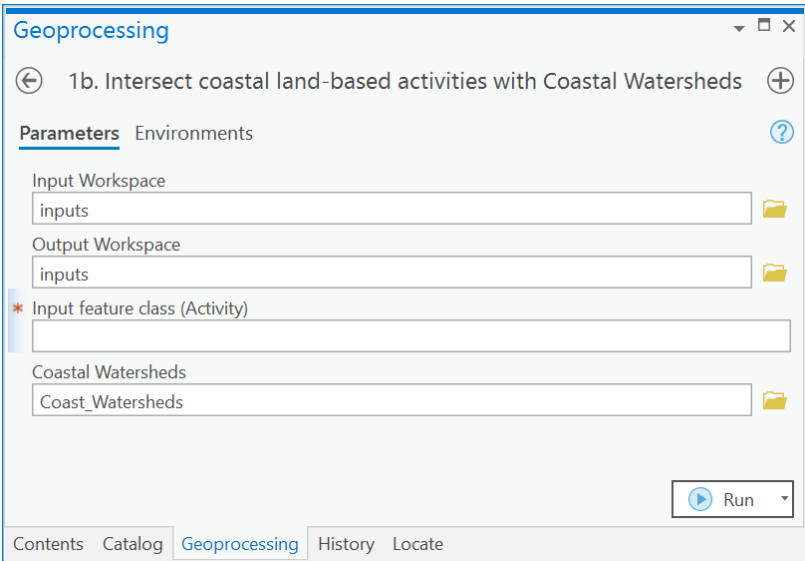 Geoprocessing
1b. Intersect coastal land-based activities with Coastal Watersheds
Parameters Environments
Input Workspace
inputs
Output Workspace
inputs
* Input feature class (Activity)
Coastal Watersheds
Coast_Watersheds
Run
Contents Catalog Geoprocessing History Locate